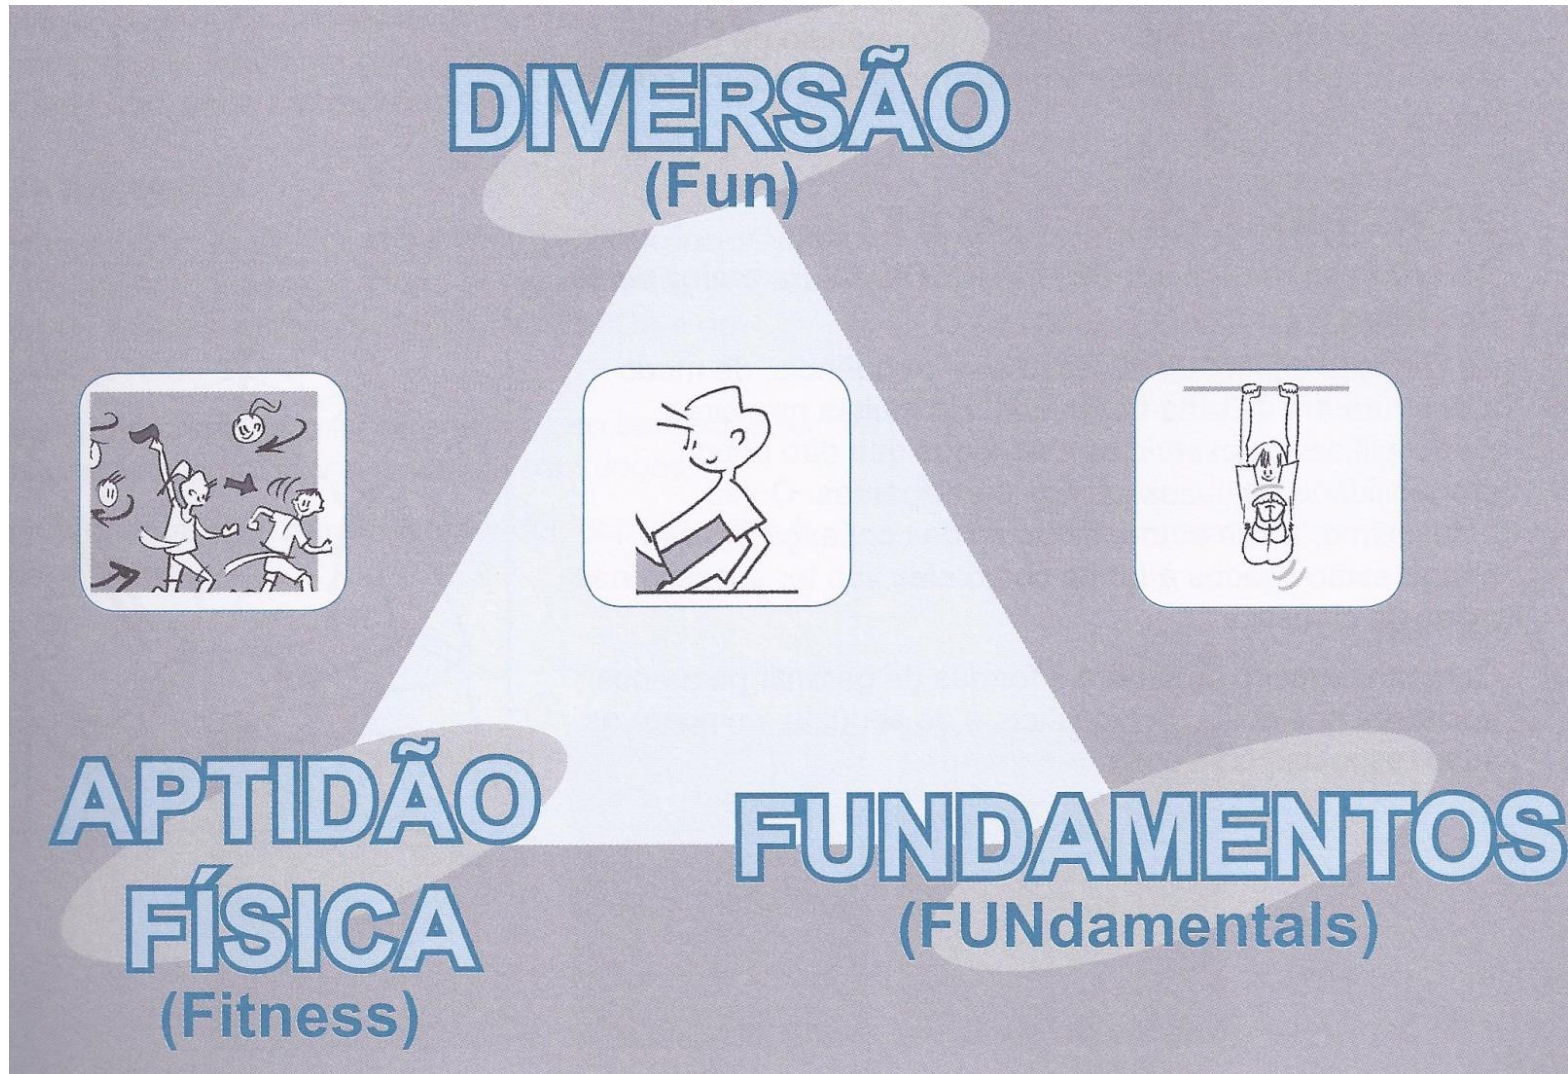 DIVERSÃO
(Fun)
APTIDÃO
FÍSICA
(Fitness)
FUNDAMENTOS
(FUNdamentals)